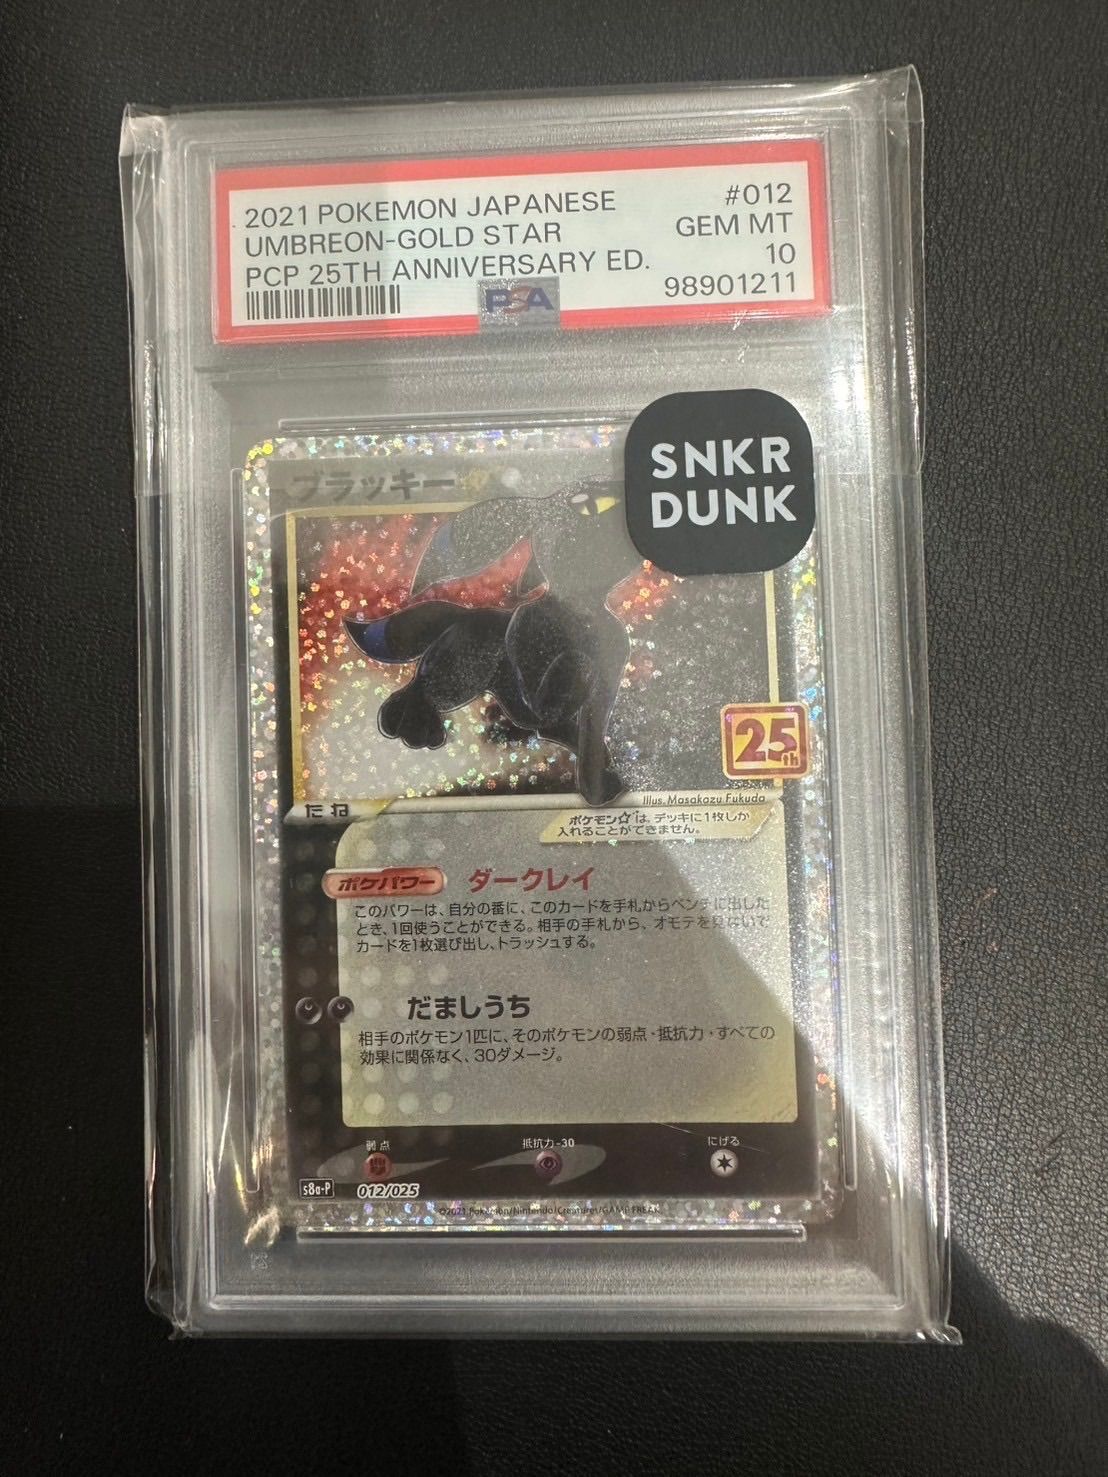 2021 POKEMON JAPANESE #012
UMBREON-GOLD STAR GEM MT
PCP 25TH ANNIVERSARY ED. 10
98901211
PSA
SNKR
DUNK
ブラッキー
25th
Illus. Masakazu Fukuda
たね
ポケモン☆は、デッキに1枚しか
入れることができません。
ポケパワー ダークレイ
このパワーは、自分の番に、このカードを手札からベンチに出した
とき、1回使うことができる。相手の手札から、オモテを見ないで
カードを1枚選び出し、トラッシュする。
だましうち
相手のポケモン1匹に、そのポケモンの弱点・抵抗力・すべての
効果に関係なく、30ダメージ。
弱点 抵抗力-30 にげる
s8a-P 012/025
©2021 Pokémon/Nintendo/Creatures/GAME FREAK